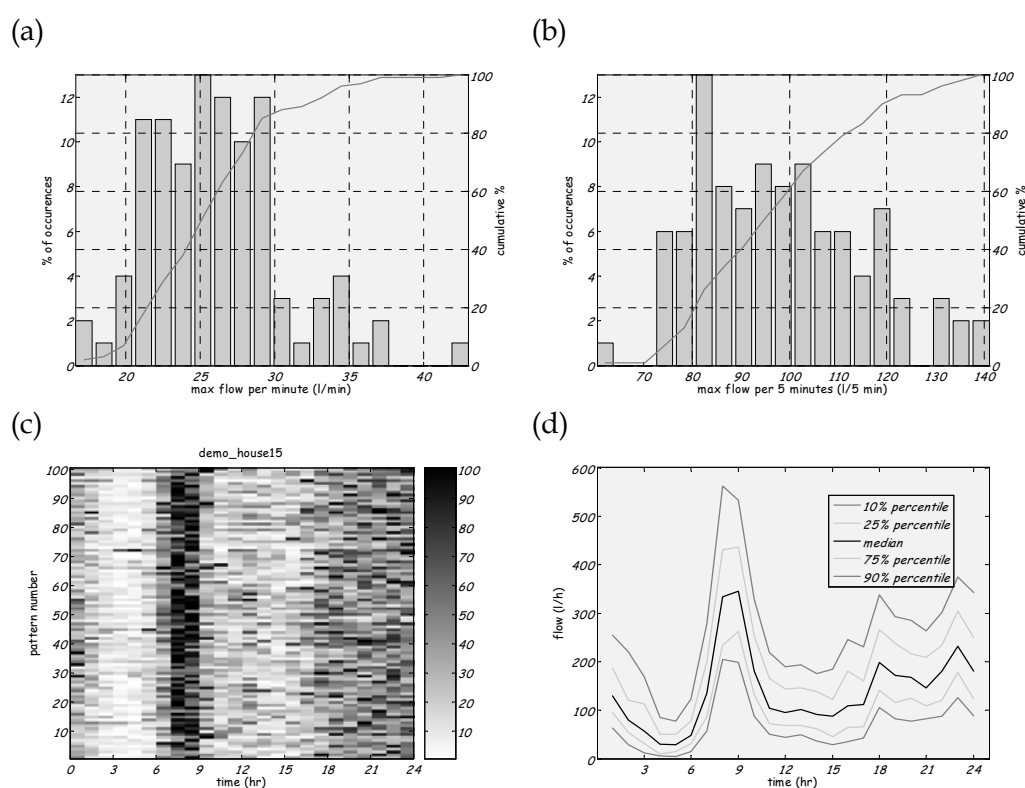 (a)
12
10
8
6
4
2
0
% of occurences
100
80
60
40
20
0
cumulative %
20 25 30 35 40
max flow per minute (l/min)
(b)
12
10
8
6
4
2
0
% of occurences
100
80
60
40
20
0
cumulative %
70 80 90 100 110 120 130 140
max flow per 5 minutes (l/5 min)
(c)
demo_house15
100
90
80
70
60
50
40
30
20
10
pattern number
100
90
80
70
60
50
40
30
20
10
0 3 6 9 12 15 18 21 24
time (hr)
(d)
600
500
400
300
200
100
0
flow (l/h)
10% percentile
25% percentile
median
75% percentile
90% percentile
3 6 9 12 15 18 21 24
time (hr)